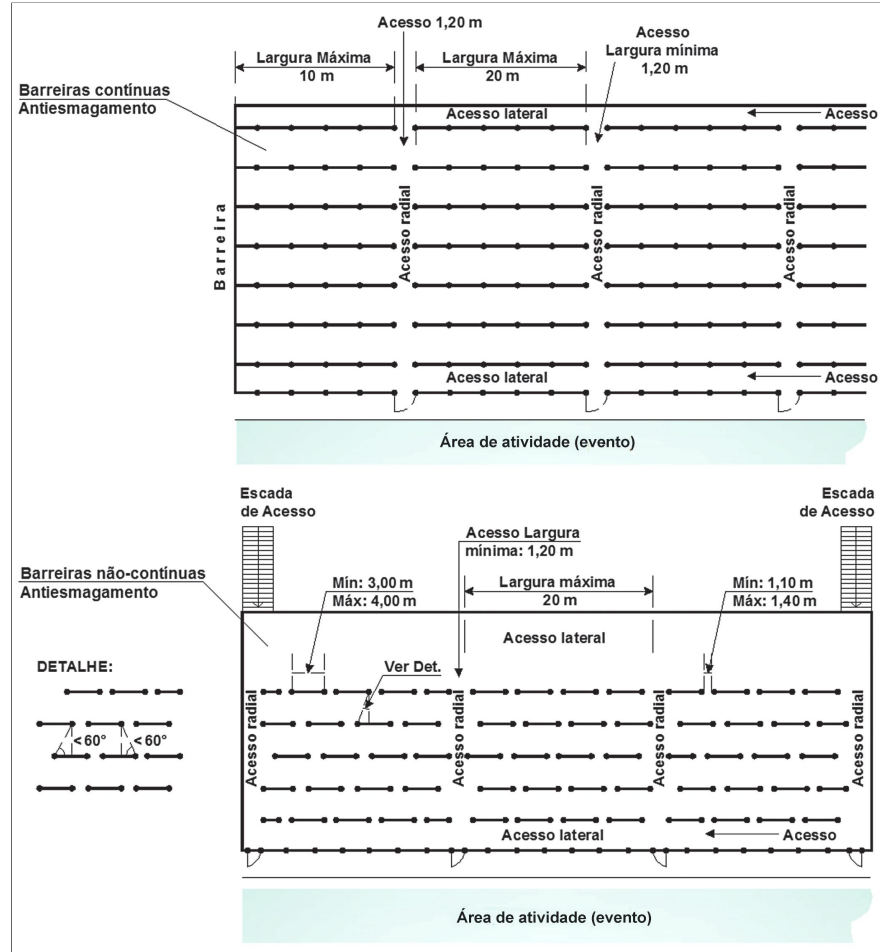 Acesso 1,20 m
Acesso
Largura mínima
1,20 m
Largura Máxima
10 m
Largura Máxima
20 m
Barreiras contínuas
Antiesmagamento
Acesso lateral
Acesso
Barreira
Acesso radial
Acesso radial
Acesso radial
Acesso lateral
Acesso
Área de atividade (evento)
Escada
de Acesso
Escada
de Acesso
Acesso Largura
mínima: 1,20 m
Barreiras não-contínuas
Antiesmagamento
Mín: 3,00 m
Máx: 4,00 m
Largura máxima
20 m
Mín: 1,10 m
Máx: 1,40 m
Acesso lateral
DETALHE:
Ver Det.
< 60°
< 60°
Acesso radial
Acesso radial
Acesso radial
Acesso radial
Acesso lateral
Acesso
Área de atividade (evento)